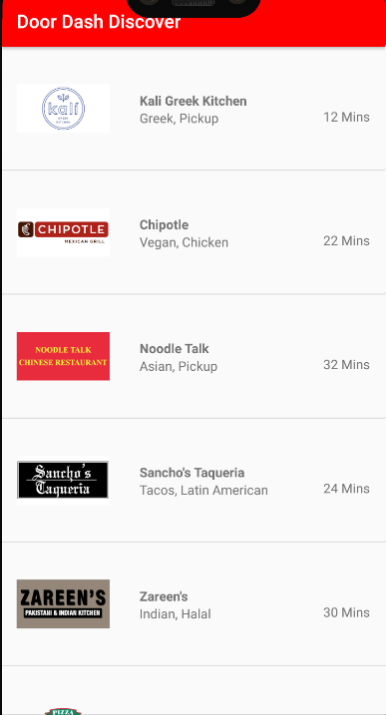 Door Dash Discover
kali
Kali Greek Kitchen
Greek, Pickup
12 Mins
CHIPOTLE
MEXICAN GRILL
Chipotle
Vegan, Chicken
22 Mins
NOODLE TALK
CHINESE RESTAURANT
Noodle Talk
Asian, Pickup
32 Mins
Sancho's
Taqueria
Sancho's Taqueria
Tacos, Latin American
24 Mins
ZAREEN'S
PAKISTANI & INDIAN KITCHEN
Zareen's
Indian, Halal
30 Mins
PIZZA